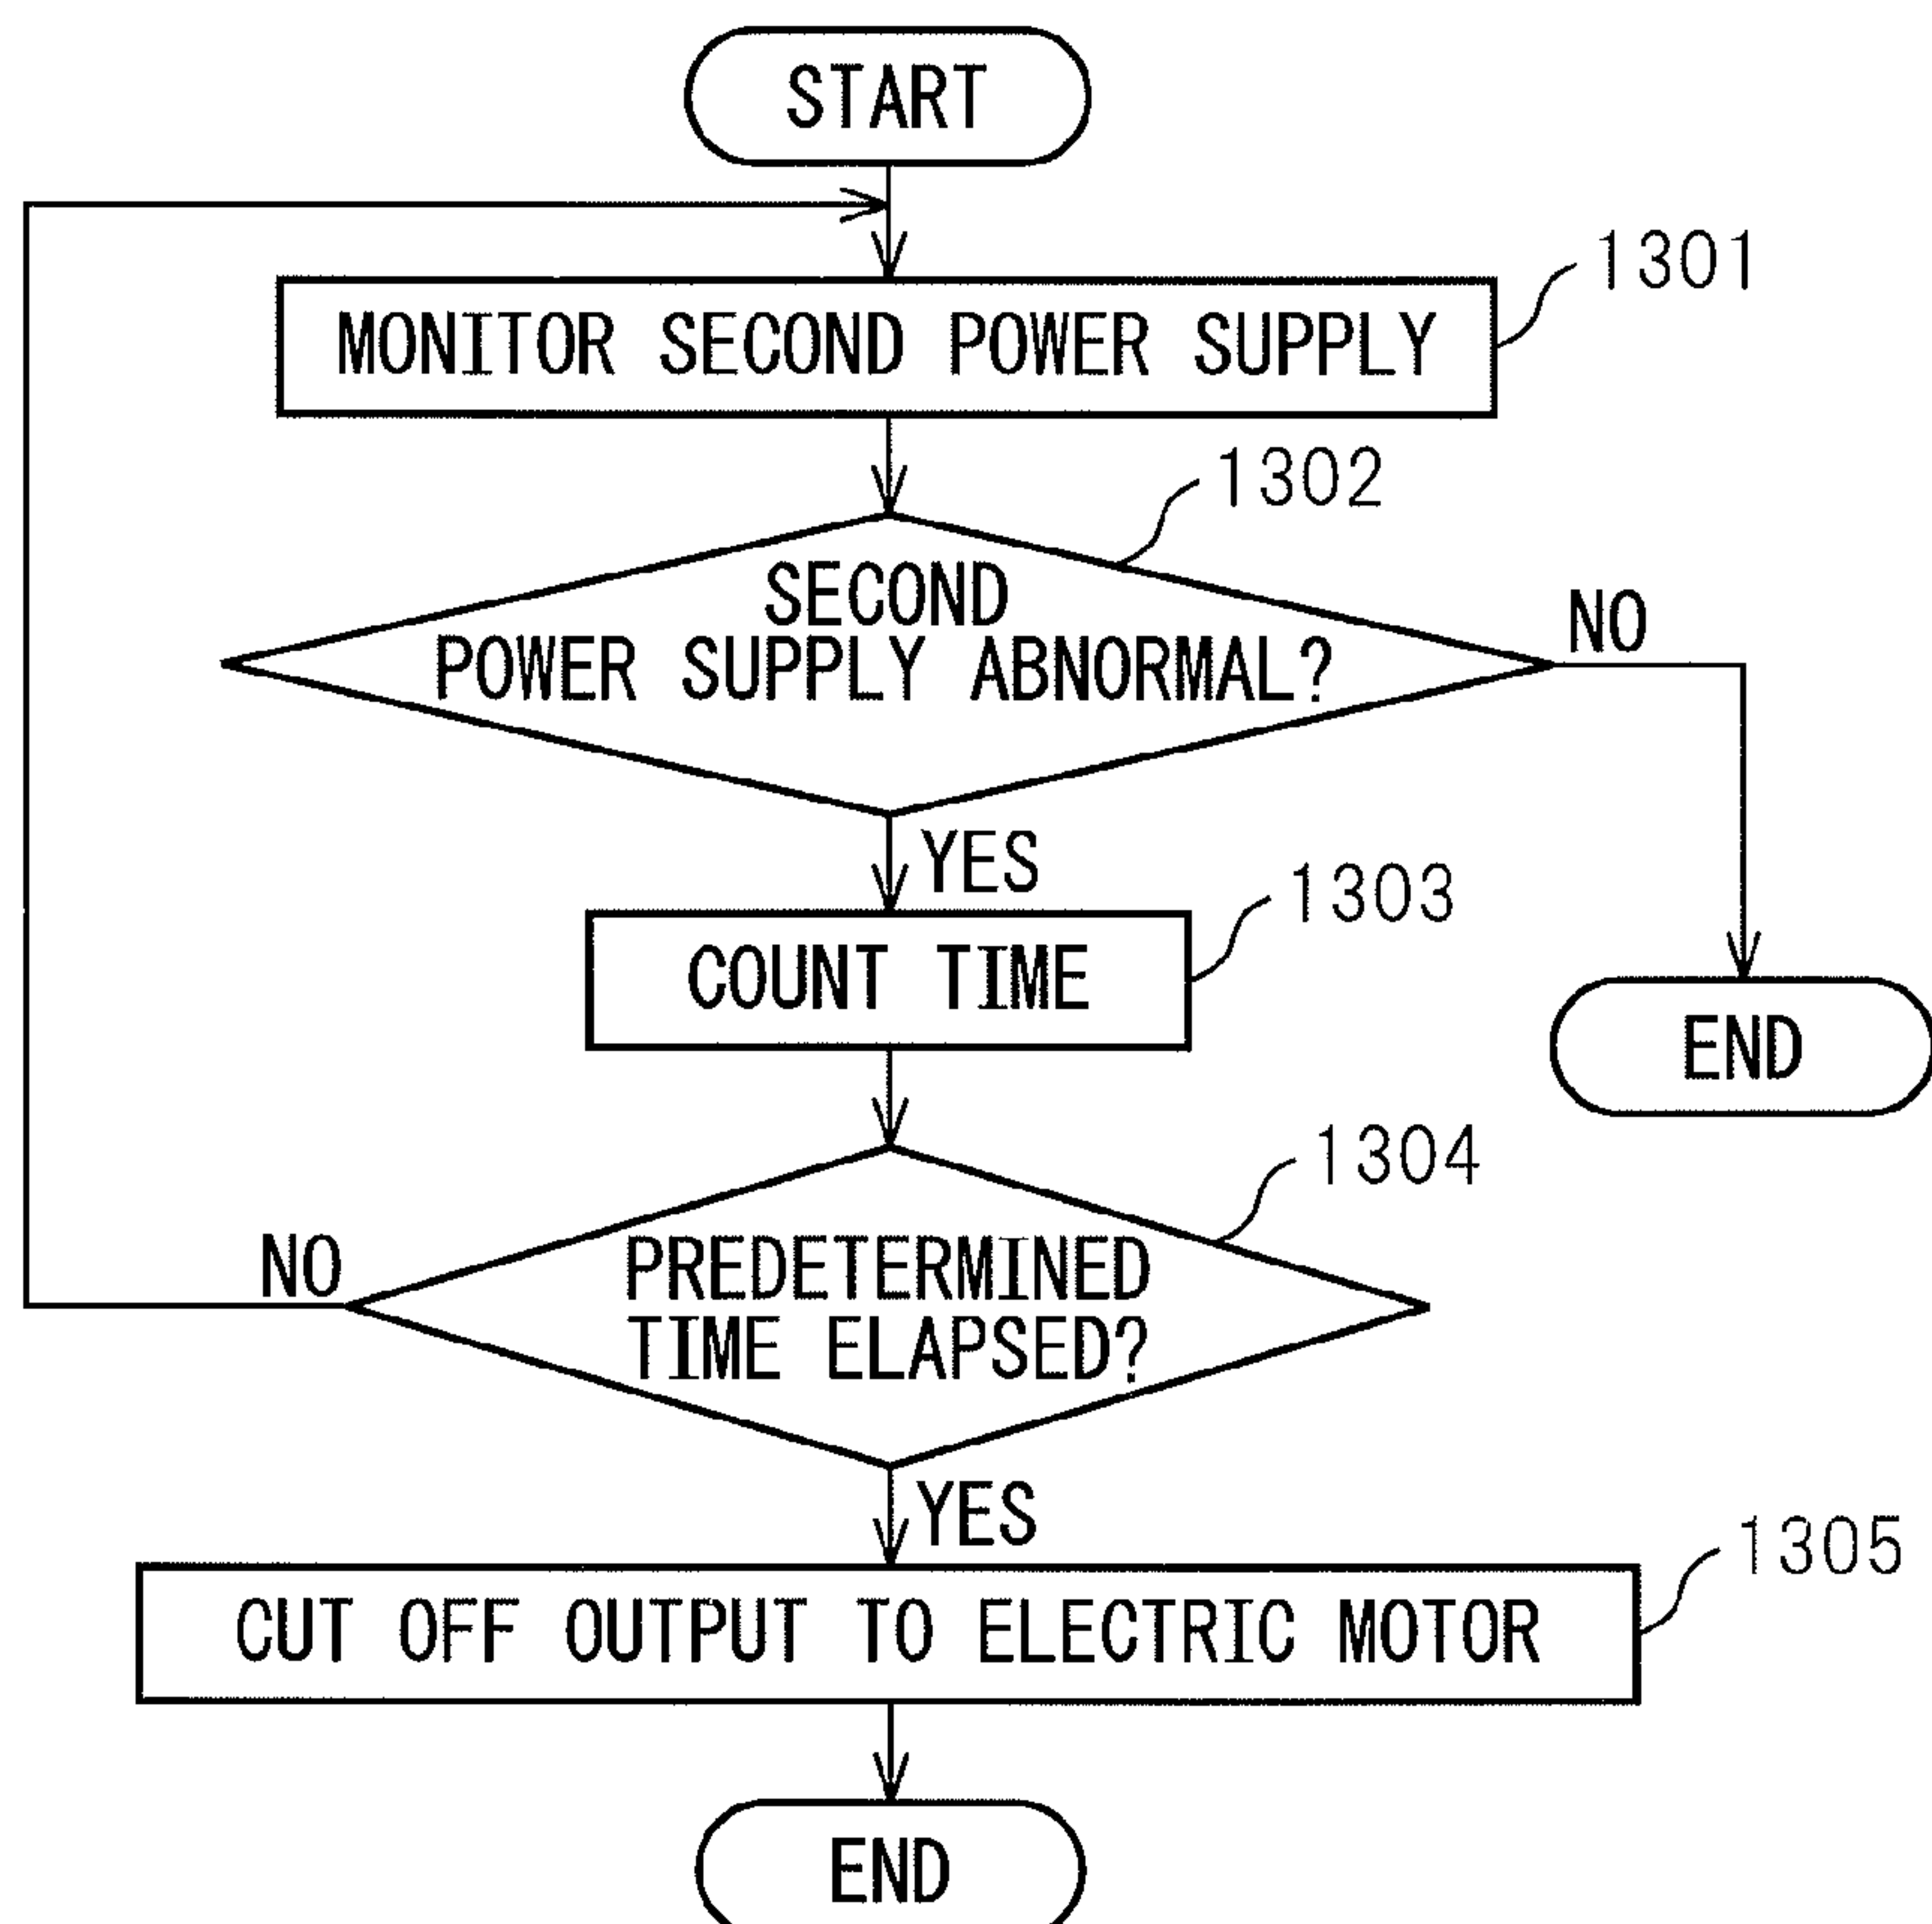 START
1301
MONITOR SECOND POWER SUPPLY
1302
SECOND
POWER SUPPLY ABNORMAL?
NO
YES
1303
COUNT TIME
END
1304
NO
PREDETERMINED
TIME ELAPSED?
YES
1305
CUT OFF OUTPUT TO ELECTRIC MOTOR
END